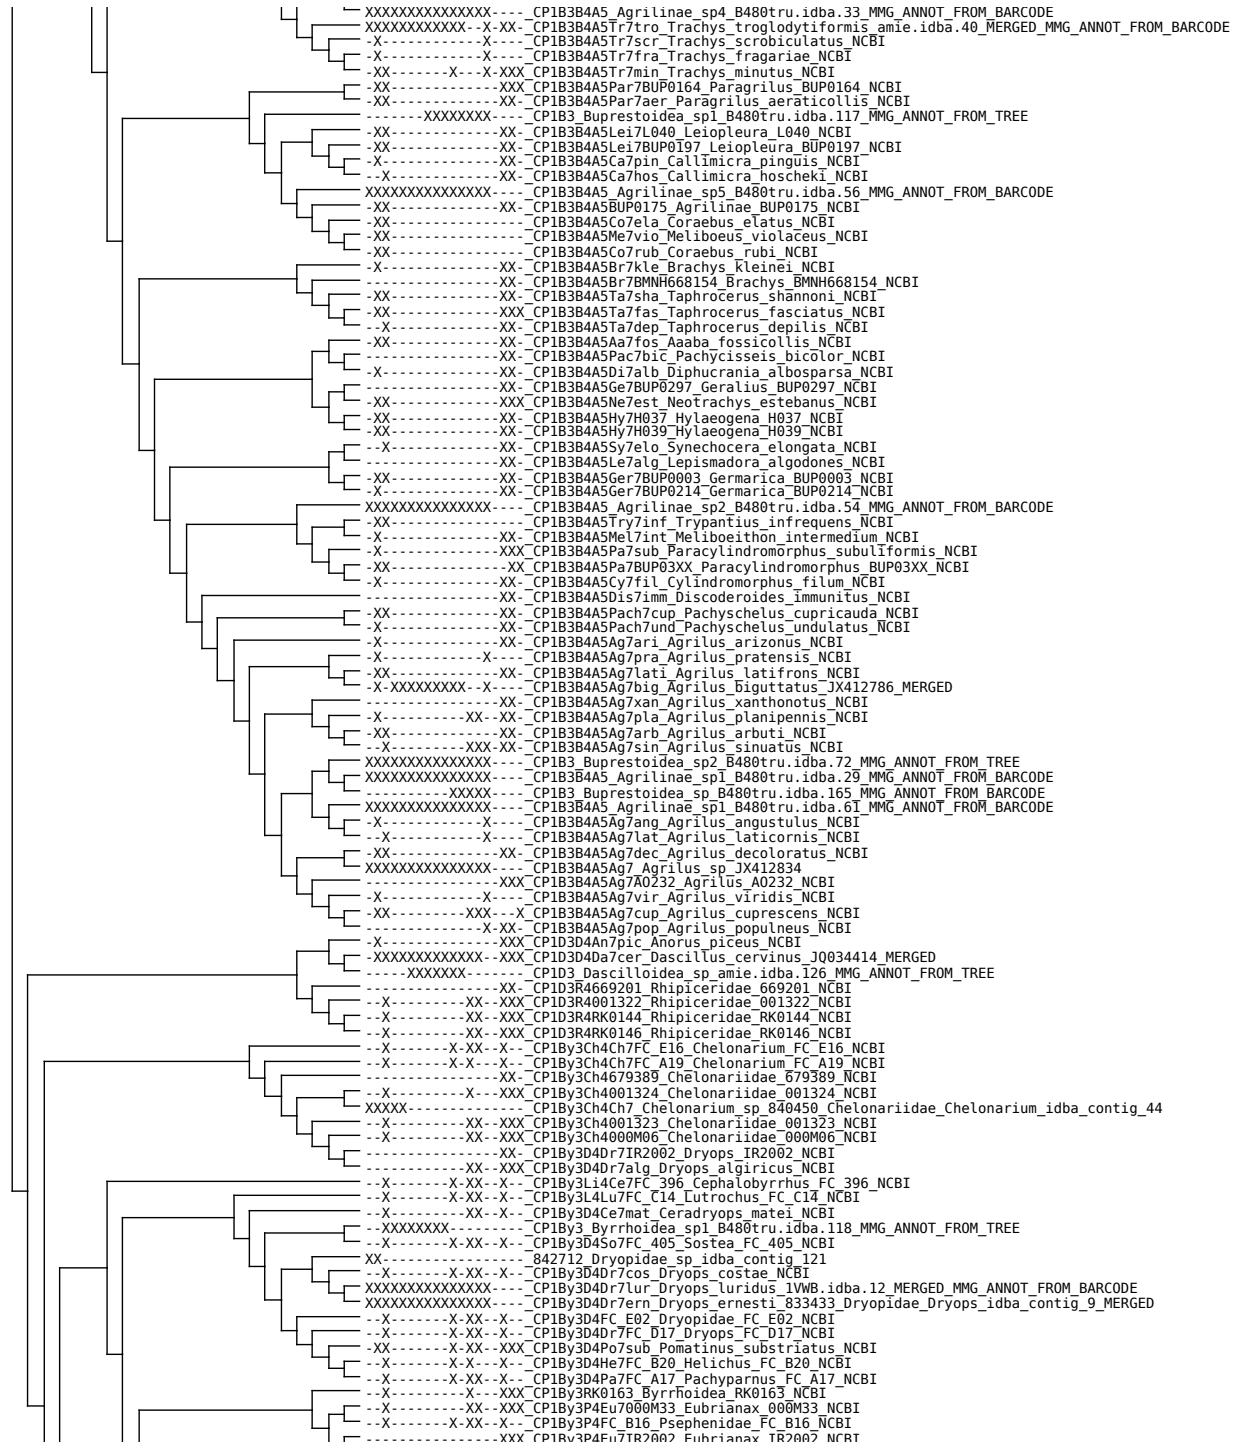 XXXXXXXXXXXXXXX----_CP1B3B4A5_Agrilinae_sp4_B480tru.idba.33_MMG_ANNOT_FROM_BARCODE
XXXXXXXXXXXX--X-XX-_CP1B3B4A5Tr7tro_Trachys_troglodytiformis_amie.idba.40_MERGED_MMG_ANNOT_FROM_BARCODE
-X------------X----_CP1B3B4A5Tr7scr_Trachys_scrobiculatus_NCBI
-X------------X----_CP1B3B4A5Tr7fra_Trachys_fragariae_NCBI
-XX-------X---X-XXX_CP1B3B4A5Tr7min_Trachys_minutus_NCBI
-XX-------------XXX_CP1B3B4A5Par7BUP0164_Paragrilus_BUP0164_NCBI
-XX-------------XX-_CP1B3B4A5Par7aer_Paragrilus_aeraticollis_NCBI
-------XXXXXXXX----_CP1B3_Buprestoidea_sp1_B480tru.idba.117_MMG_ANNOT_FROM_TREE
-XX-------------XX-_CP1B3B4A5Lei7L040_Leiopleura_L040_NCBI
-XX-------------XX-_CP1B3B4A5Lei7BUP0197_Leiopleura_BUP0197_NCBI
-X--------------XX-_CP1B3B4A5Ca7pin_Callimicra_pinguis_NCBI
--X-------------XX-_CP1B3B4A5Ca7hos_Callimicra_hoscheki_NCBI
XXXXXXXXXXXXXXX----_CP1B3B4A5_Agrilinae_sp5_B480tru.idba.56_MMG_ANNOT_FROM_BARCODE
-XX-------------XX-_CP1B3B4A5BUP0175_Agrilinae_BUP0175_NCBI
-XX----------------_CP1B3B4A5Co7ela_Coraebus_elatus_NCBI
-XX----------------_CP1B3B4A5Me7vio_Meliboeus_violaceus_NCBI
-XX----------------_CP1B3B4A5Co7rub_Coraebus_rubi_NCBI
-X--------------XX-_CP1B3B4A5Br7kle_Brachys_kleinei_NCBI
----------------XX-_CP1B3B4A5Br7BMNH668154_Brachys_BMNH668154_NCBI
-XX-------------XX-_CP1B3B4A5Ta7sha_Taphrocerus_shannoni_NCBI
-XX-------------XXX_CP1B3B4A5Ta7fas_Taphrocerus_fasciatus_NCBI
--X-------------XX-_CP1B3B4A5Ta7dep_Taphrocerus_depilis_NCBI
-XX-------------XX-_CP1B3B4A5Aa7fos_Aaaba_fossicollis_NCBI
----------------XX-_CP1B3B4A5Pac7bic_Pachycisseis_bicolor_NCBI
-X--------------XX-_CP1B3B4A5Di7alb_Diphucrania_albosparsa_NCBI
----------------XX-_CP1B3B4A5Ge7BUP0297_Geralius_BUP0297_NCBI
-XX-------------XXX_CP1B3B4A5Ne7est_Neotrachys_estebanus_NCBI
-XX-------------XX-_CP1B3B4A5Hy7H037_Hylaeogena_H037_NCBI
-XX-------------XX-_CP1B3B4A5Hy7H039_Hylaeogena_H039_NCBI
--X-------------XX-_CP1B3B4A5Sy7elo_Synechocera_elongata_NCBI
----------------XX-_CP1B3B4A5Le7alg_Lepismadora_algodones_NCBI
-XX-------------XX-_CP1B3B4A5Ger7BUP0003_Germarica_BUP0003_NCBI
-X--------------XX-_CP1B3B4A5Ger7BUP0214_Germarica_BUP0214_NCBI
XXXXXXXXXXXXXXX----_CP1B3B4A5_Agrilinae_sp2_B480tru.idba.54_MMG_ANNOT_FROM_BARCODE
-XX----------------_CP1B3B4A5Try7inf_Trypantius_infrequens_NCBI
-X--------------XX-_CP1B3B4A5Mel7int_Meliboeithon_intermedium_NCBI
-X--------------XXX_CP1B3B4A5Pa7sub_Paracylindromorphus_subuliformis_NCBI
-XX--------------XX_CP1B3B4A5Pa7BUP03XX_Paracylindromorphus_BUP03XX_NCBI
-X--------------XX-_CP1B3B4A5Cy7fil_Cylindromorphus_filum_NCBI
----------------XX-_CP1B3B4A5Dis7imm_Discoderoides_immunitus_NCBI
-XX-------------XX-_CP1B3B4A5Pach7cup_Pachyschelus_cupricauda_NCBI
-X--------------XX-_CP1B3B4A5Pach7und_Pachyschelus_undulatus_NCBI
-X--------------XX-_CP1B3B4A5Ag7ari_Agrilus_arizonus_NCBI
-X------------X----_CP1B3B4A5Ag7pra_Agrilus_pratensis_NCBI
-XX-------------XX-_CP1B3B4A5Ag7lati_Agrilus_latifrons_NCBI
-X-XXXXXXXXX--X----_CP1B3B4A5Ag7big_Agrilus_biguttatus_JX412786_MERGED
----------------XX-_CP1B3B4A5Ag7xan_Agrilus_xanthonotus_NCBI
-X----------XX--XX-_CP1B3B4A5Ag7pla_Agrilus_planipennis_NCBI
-XX-------------XX-_CP1B3B4A5Ag7arb_Agrilus_arbuti_NCBI
--X---------XXX-XX-_CP1B3B4A5Ag7sin_Agrilus_sinuatus_NCBI
XXXXXXXXXXXXXXX----_CP1B3_Buprestoidea_sp2_B480tru.idba.72_MMG_ANNOT_FROM_TREE
XXXXXXXXXXXXXXX----_CP1B3B4A5_Agrilinae_sp1_B480tru.idba.29_MMG_ANNOT_FROM_BARCODE
----------XXXXX----_CP1B3_Buprestoidea_sp_B480tru.idba.165_MMG_ANNOT_FROM_BARCODE
XXXXXXXXXXXXXXX----_CP1B3B4A5_Agrilinae_sp1_B480tru.idba.61_MMG_ANNOT_FROM_BARCODE
-X------------X----_CP1B3B4A5Ag7ang_Agrilus_angustulus_NCBI
--X-----------X----_CP1B3B4A5Ag7lat_Agrilus_laticornis_NCBI
-XX-------------XX-_CP1B3B4A5Ag7dec_Agrilus_decoloratus_NCBI
XXXXXXXXXXXXXXX----_CP1B3B4A5Ag7_Agrilus_sp_JX412834
----------------XXX_CP1B3B4A5Ag7AO232_Agrilus_AO232_NCBI
-X------------X----_CP1B3B4A5Ag7vir_Agrilus_viridis_NCBI
-XX---------XXX---X_CP1B3B4A5Ag7cup_Agrilus_cuprescens_NCBI
--------------X-XX-_CP1B3B4A5Ag7pop_Agrilus_populneus_NCBI
-X--------------XXX_CP1D3D4An7pic_Anorus_piceus_NCBI
-XXXXXXXXXXXXX--XXX_CP1D3D4Da7cer_Dascillus_cervinus_JQ034414_MERGED
-----XXXXXXX-------_CP1D3_Dascilloidea_sp_amie.idba.126_MMG_ANNOT_FROM_TREE
----------------XX-_CP1D3R4669201_Rhipiceridae_669201_NCBI
--X---------XX--XXX_CP1D3R4001322_Rhipiceridae_001322_NCBI
--X---------XX--XXX_CP1D3R4RK0144_Rhipiceridae_RK0144_NCBI
--X---------XX--XXX_CP1D3R4RK0146_Rhipiceridae_RK0146_NCBI
--X-------X-XX--X--_CP1By3Ch4Ch7FC_E16_Chelonarium_FC_E16_NCBI
--X-------X-X---X--_CP1By3Ch4Ch7FC_A19_Chelonarium_FC_A19_NCBI
----------------XX-_CP1By3Ch4679389_Chelonariidae_679389_NCBI
--X---------X---XXX_CP1By3Ch4001324_Chelonariidae_001324_NCBI
XXXXX--------------_CP1By3Ch4Ch7_Chelonarium_sp_840450_Chelonariidae_Chelonarium_idba_contig_44
--X---------XX--XXX_CP1By3Ch4001323_Chelonariidae_001323_NCBI
--X---------XX--XXX_CP1By3Ch4000M06_Chelonariidae_000M06_NCBI
----------------XX-_CP1By3D4Dr7IR2002_Dryops_IR2002_NCBI
------------XX--XXX_CP1By3D4Dr7alg_Dryops_algiricus_NCBI
--X-------X-XX--X--_CP1By3Li4Ce7FC_396_Cephalobyrrhus_FC_396_NCBI
--X-------X-XX--X--_CP1By3L4Lu7FC_C14_Lutrochus_FC_C14_NCBI
--X---------XX--X--_CP1By3D4Ce7mat_Ceradryops_matei_NCBI
--XXXXXXXX---------_CP1By3_Byrrhoidea_sp1_B480tru.idba.118_MMG_ANNOT_FROM_TREE
--X-------X-XX--X--_CP1By3D4So7FC_405_Sostea_FC_405_NCBI
XX-----------------_842712_Dryopidae_sp_idba_contig_121
--X-------X-XX--X--_CP1By3D4Dr7cos_Dryops_costae_NCBI
XXXXXXXXXXXXXXX----_CP1By3D4Dr7lur_Dryops_luridus_1VWB.idba.12_MERGED_MMG_ANNOT_FROM_BARCODE
XXXXXXXXXXXXXXX----_CP1By3D4Dr7ern_Dryops_ernesti_833433_Dryopidae_Dryops_idba_contig_9_MERGED
--X-------X-XX--X--_CP1By3D4FC_E02_Dryopidae_FC_E02_NCBI
--X-------X-XX--X--_CP1By3D4Dr7FC_D17_Dryops_FC_D17_NCBI
-XX-------X-XX--XXX_CP1By3D4Po7sub_Pomatinus_substriatus_NCBI
--X-------X-X---X--_CP1By3D4He7FC_B20_Helichus_FC_B20_NCBI
--X-------X-XX--X--_CP1By3D4Pa7FC_A17_Pachyparnus_FC_A17_NCBI
--X---------X---XXX_CP1By3RK0163_Byrrhoidea_RK0163_NCBI
--X---------XX--XXX_CP1By3P4Eu7000M33_Eubrianax_000M33_NCBI
--X-------X-XX--X--_CP1By3P4FC_B16_Psephenidae_FC_B16_NCBI
----------------XXX_CP1By3P4Eu7IR2002_Eubrianax_IR2002_NCBI